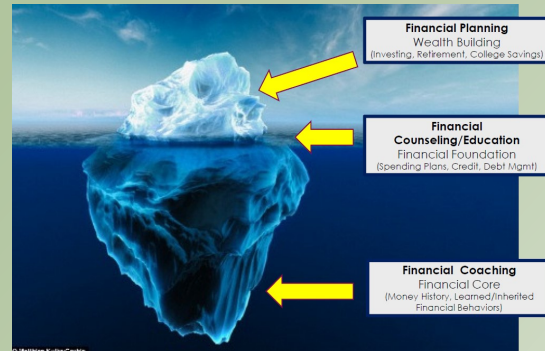 Financial Planning
Wealth Building
(Investing, Retirement, College Savings)
Financial
Counseling/Education
Financial Foundation
(Spending Plans, Credit, Debt Mgmt)
Financial Coaching
Financial Core
(Money History, Learned/Inherited
Financial Behaviors)